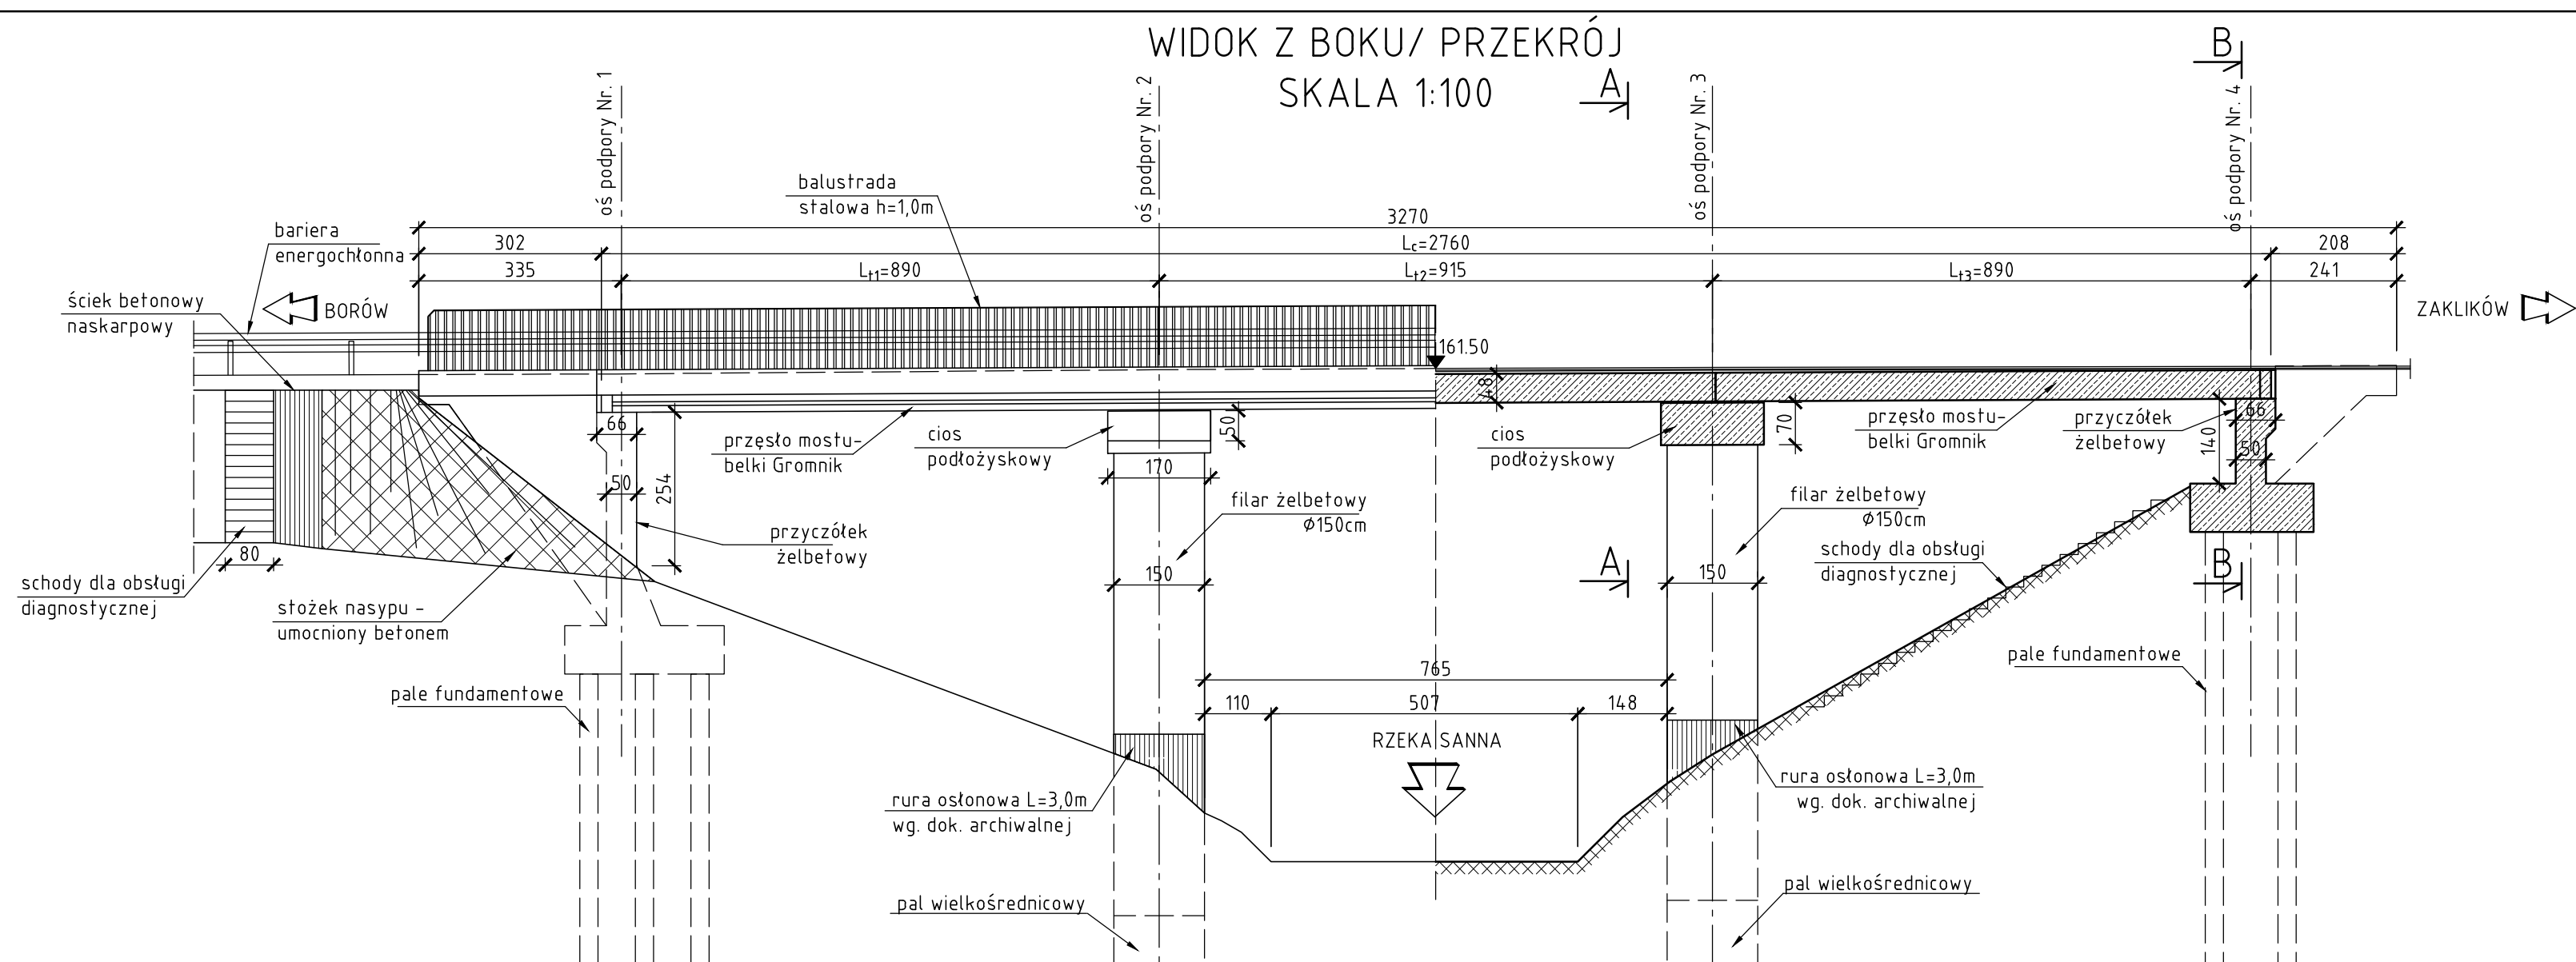 WIDOK Z BOKU/ PRZEKRÓJ
SKALA 1:100
A
B
oś podpory Nr. 1
oś podpory Nr. 2
oś podpory Nr. 3
oś podpory Nr. 4
balustrada
stalowa h=1,0m
bariera
energochłonna
3270
302
Lc=2760
208
335
Lt1=890
Lt2=915
Lt3=890
241
ściek betonowy
naskarpowy
BORÓW
ZAKLIKÓW
161.50
48
66
50
254
przęsło mostu-
belki Gromnik
cios
podłożyskowy
50
170
cios
podłożyskowy
70
przęsło mostu-
belki Gromnik
przyczółek
żelbetowy
66
140
50
filar żelbetowy
Ø150cm
filar żelbetowy
Ø150cm
przyczółek
żelbetowy
80
schody dla obsługi
diagnostycznej
stożek nasypu -
umocniony betonem
150
A
150
schody dla obsługi
diagnostycznej
B
pale fundamentowe
pale fundamentowe
765
110
507
148
RZEKA SANNA
rura osłonowa L=3,0m
wg. dok. archiwalnej
rura osłonowa L=3,0m
wg. dok. archiwalnej
pal wielkośrednicowy
pal wielkośrednicowy